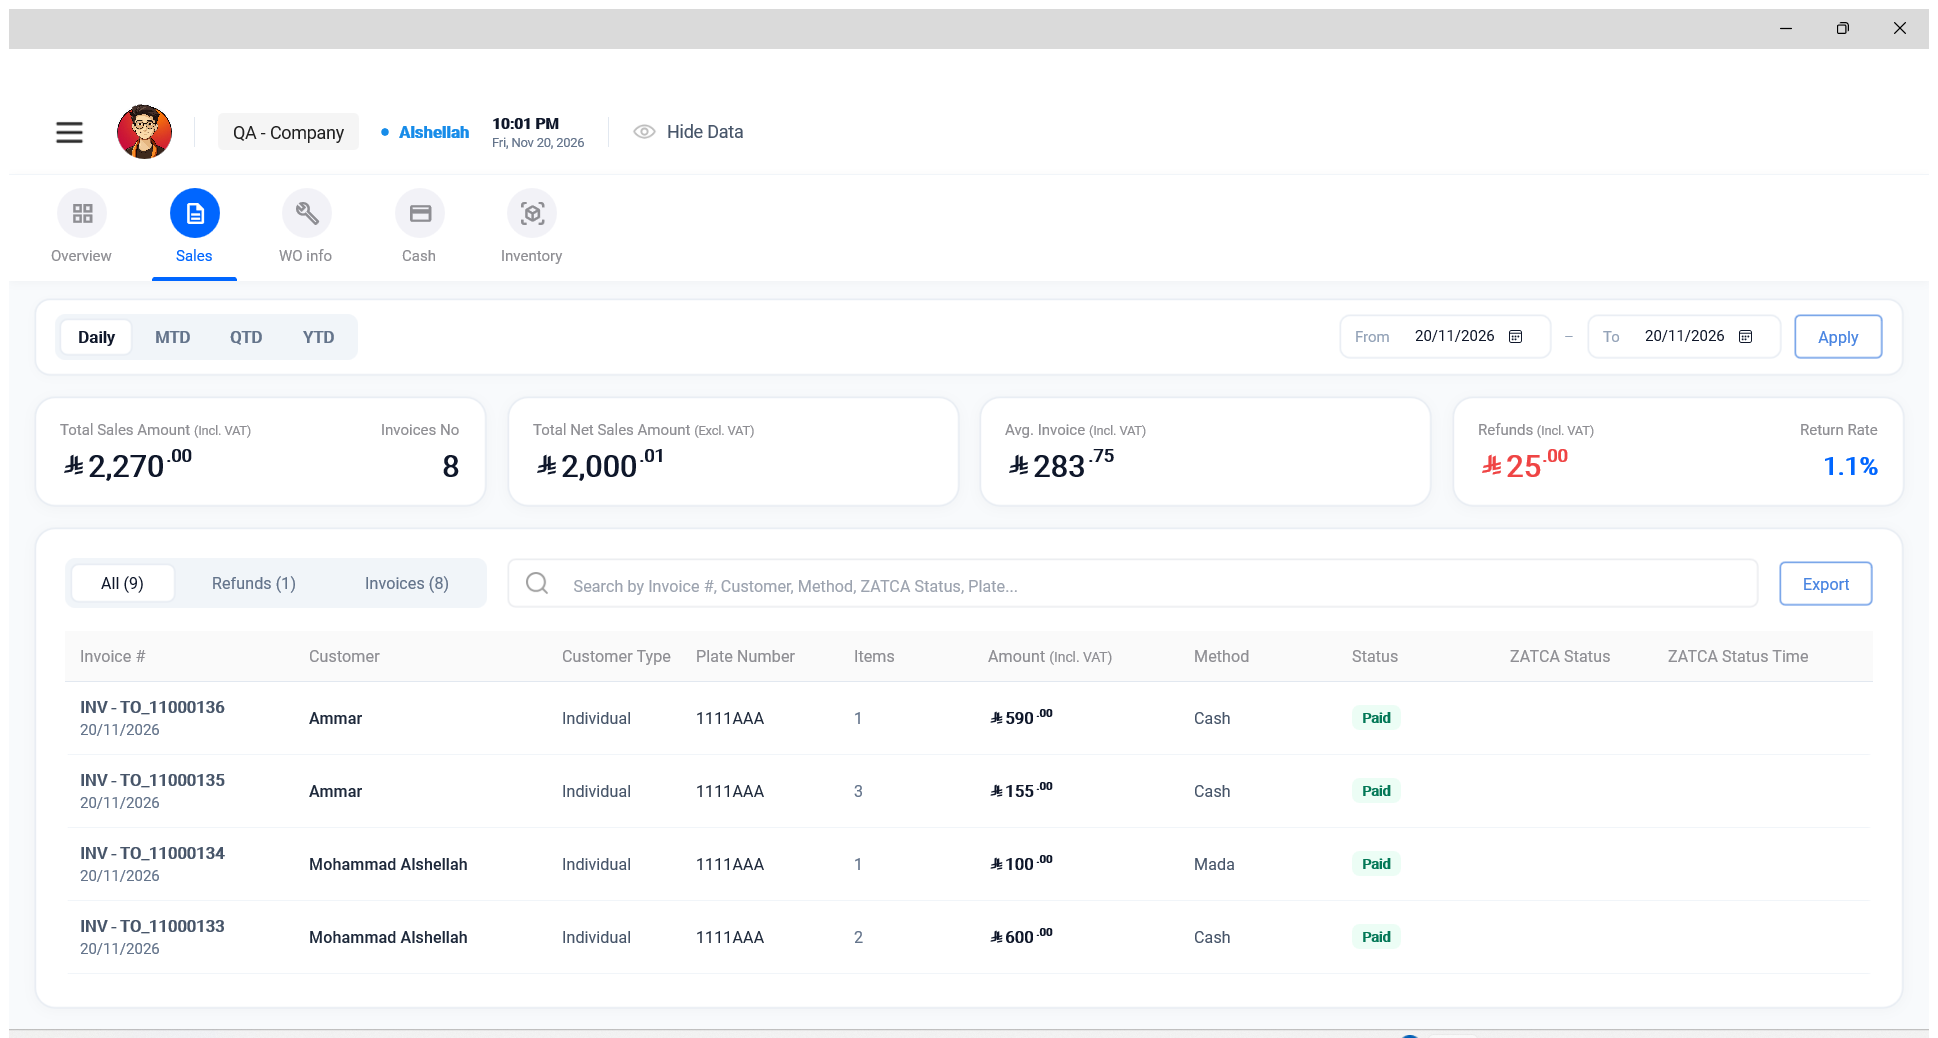 QA - Company
Alshellah
10:01 PM
Fri, Nov 20, 2026
Hide Data
Overview
Sales
WO info
Cash
Inventory
Daily MTD QTD YTD
From 20/11/2026 – To 20/11/2026 Apply
Total Sales Amount (Incl. VAT) Invoices No
⃁ 2,270.00 8
Total Net Sales Amount (Excl. VAT)
⃁ 2,000.01
Avg. Invoice (Incl. VAT)
⃁ 283.75
Refunds (Incl. VAT) Return Rate
⃁ 25.00 1.1%
All (9) Refunds (1) Invoices (8)
Search by Invoice #, Customer, Method, ZATCA Status, Plate...
Export
Invoice # Customer Customer Type Plate Number Items Amount (Incl. VAT) Method Status ZATCA Status ZATCA Status Time
INV - TO_11000136
20/11/2026
Ammar Individual 1111AAA 1 ⃁ 590.00 Cash Paid
INV - TO_11000135
20/11/2026
Ammar Individual 1111AAA 3 ⃁ 155.00 Cash Paid
INV - TO_11000134
20/11/2026
Mohammad Alshellah Individual 1111AAA 1 ⃁ 100.00 Mada Paid
INV - TO_11000133
20/11/2026
Mohammad Alshellah Individual 1111AAA 2 ⃁ 600.00 Cash Paid